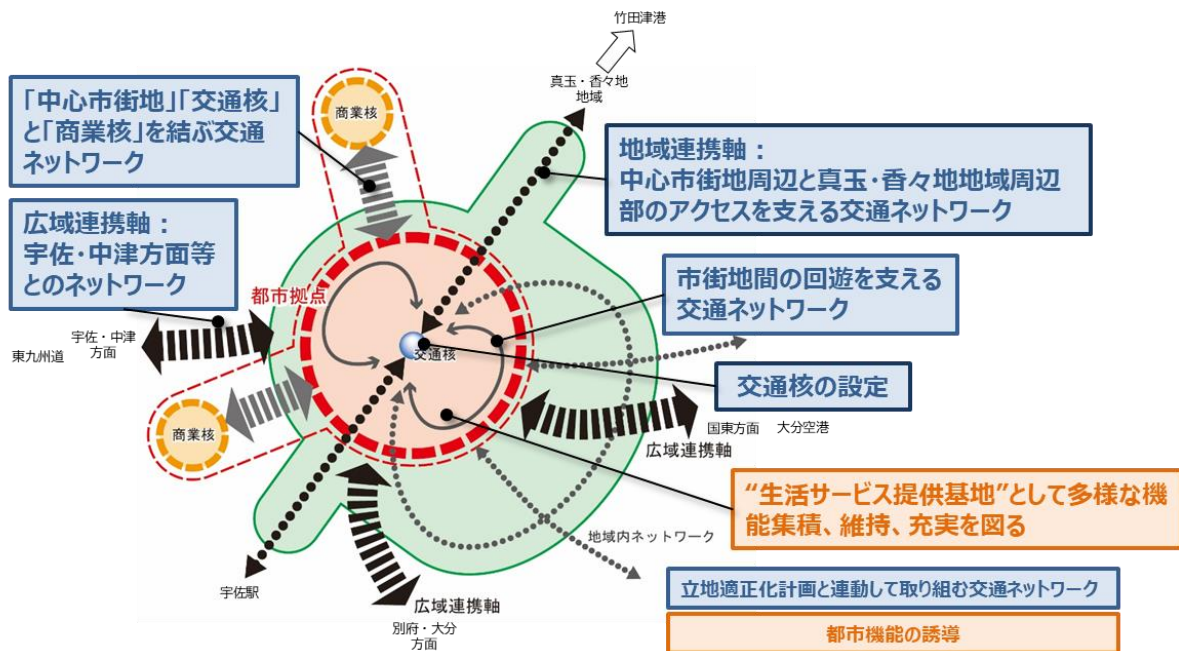 竹田津港
真玉・香々地
地域
「中心市街地」「交通核」
と「商業核」を結ぶ交通
ネットワーク
商業核
地域連携軸：
中心市街地周辺と真玉・香々地地域周辺
部のアクセスを支える交通ネットワーク
広域連携軸：
宇佐・中津方面等
とのネットワーク
都市拠点
市街地間の回遊を支える
交通ネットワーク
宇佐・中津
方面
東九州道
交通核
交通核の設定
商業核
国東方面 大分空港
広域連携軸
“生活サービス提供基地”として多様な機
能集積、維持、充実を図る
地域内ネットワーク
宇佐駅
広域連携軸
別府・大分
方面
立地適正化計画と連動して取り組む交通ネットワーク
都市機能の誘導